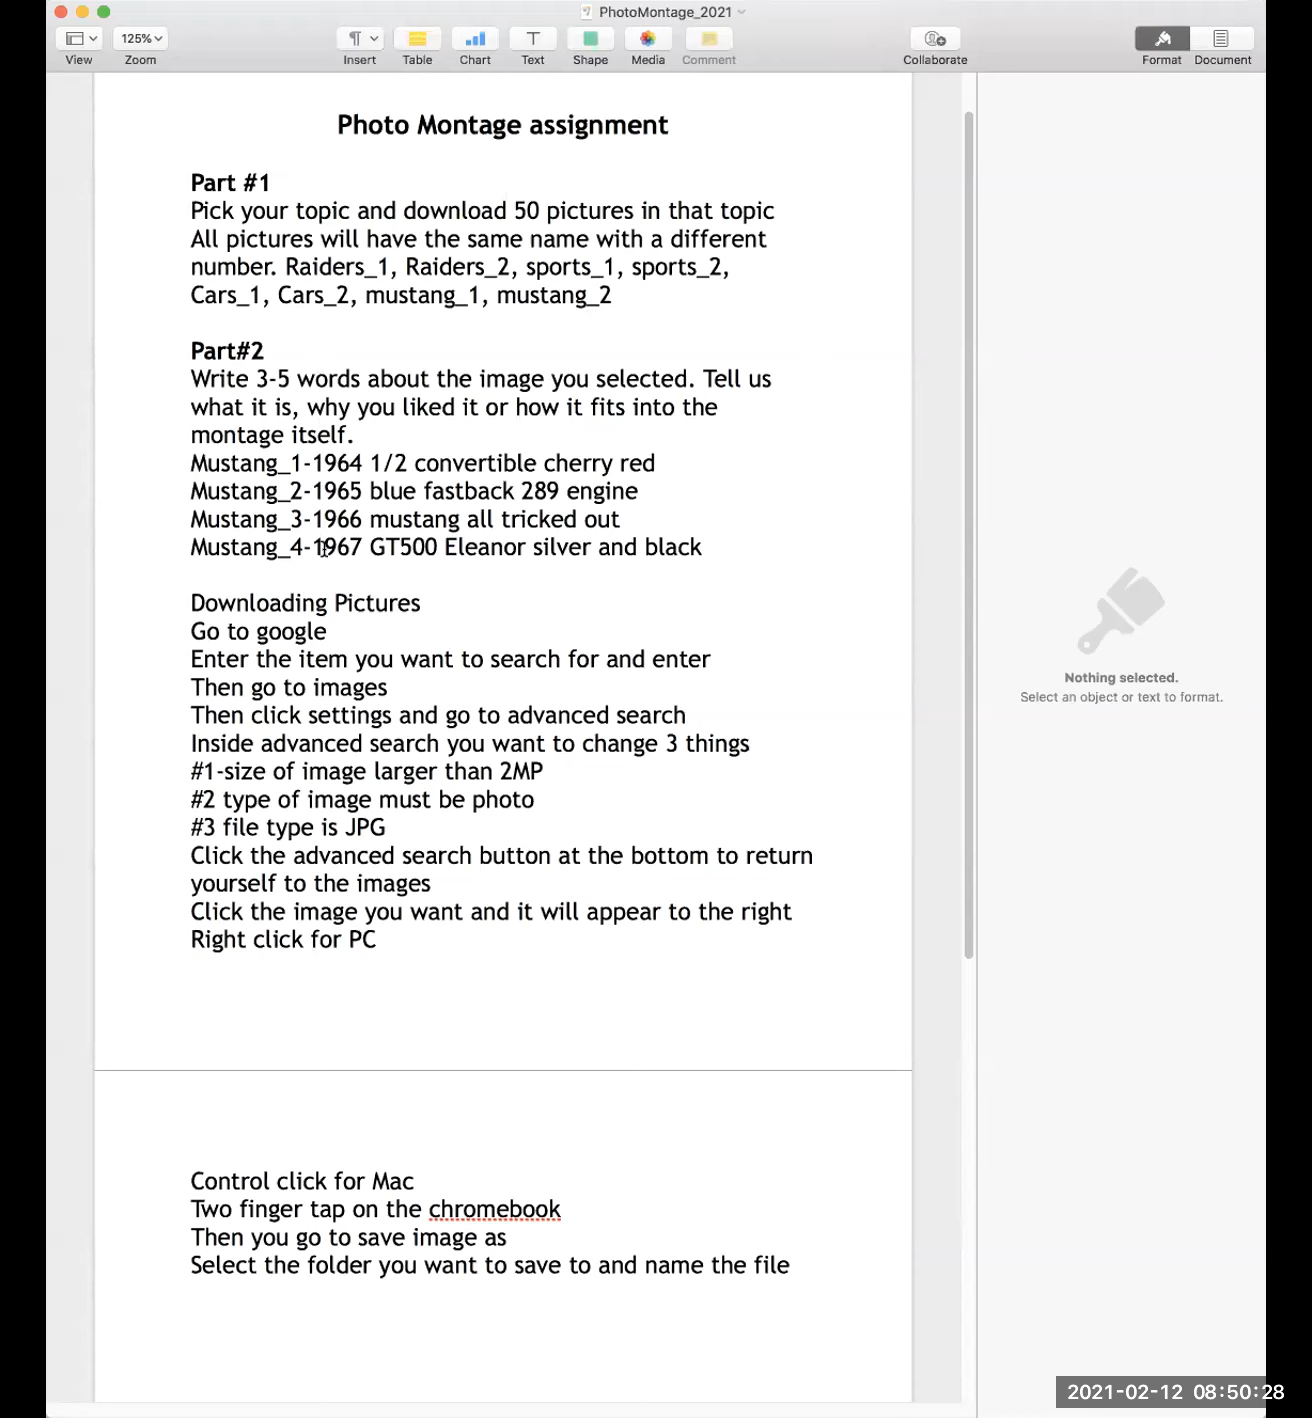 PhotoMontage_2021
View
125%
Zoom
Insert
Table
Chart
Text
Shape
Media
Comment
Collaborate
Format
Document
Photo Montage assignment
Part #1
Pick your topic and download 50 pictures in that topic
All pictures will have the same name with a different
number. Raiders_1, Raiders_2, sports_1, sports_2,
Cars_1, Cars_2, mustang_1, mustang_2
Part#2
Write 3-5 words about the image you selected. Tell us
what it is, why you liked it or how it fits into the
montage itself.
Mustang_1-1964 1/2 convertible cherry red
Mustang_2-1965 blue fastback 289 engine
Mustang_3-1966 mustang all tricked out
Mustang_4-1967 GT500 Eleanor silver and black
Downloading Pictures
Go to google
Enter the item you want to search for and enter
Then go to images
Then click settings and go to advanced search
Inside advanced search you want to change 3 things
#1-size of image larger than 2MP
#2 type of image must be photo
#3 file type is JPG
Click the advanced search button at the bottom to return
yourself to the images
Click the image you want and it will appear to the right
Right click for PC
Control click for Mac
Two finger tap on the chromebook
Then you go to save image as
Select the folder you want to save to and name the file
Nothing selected.
Select an object or text to format.
2021-02-12 08:50:28